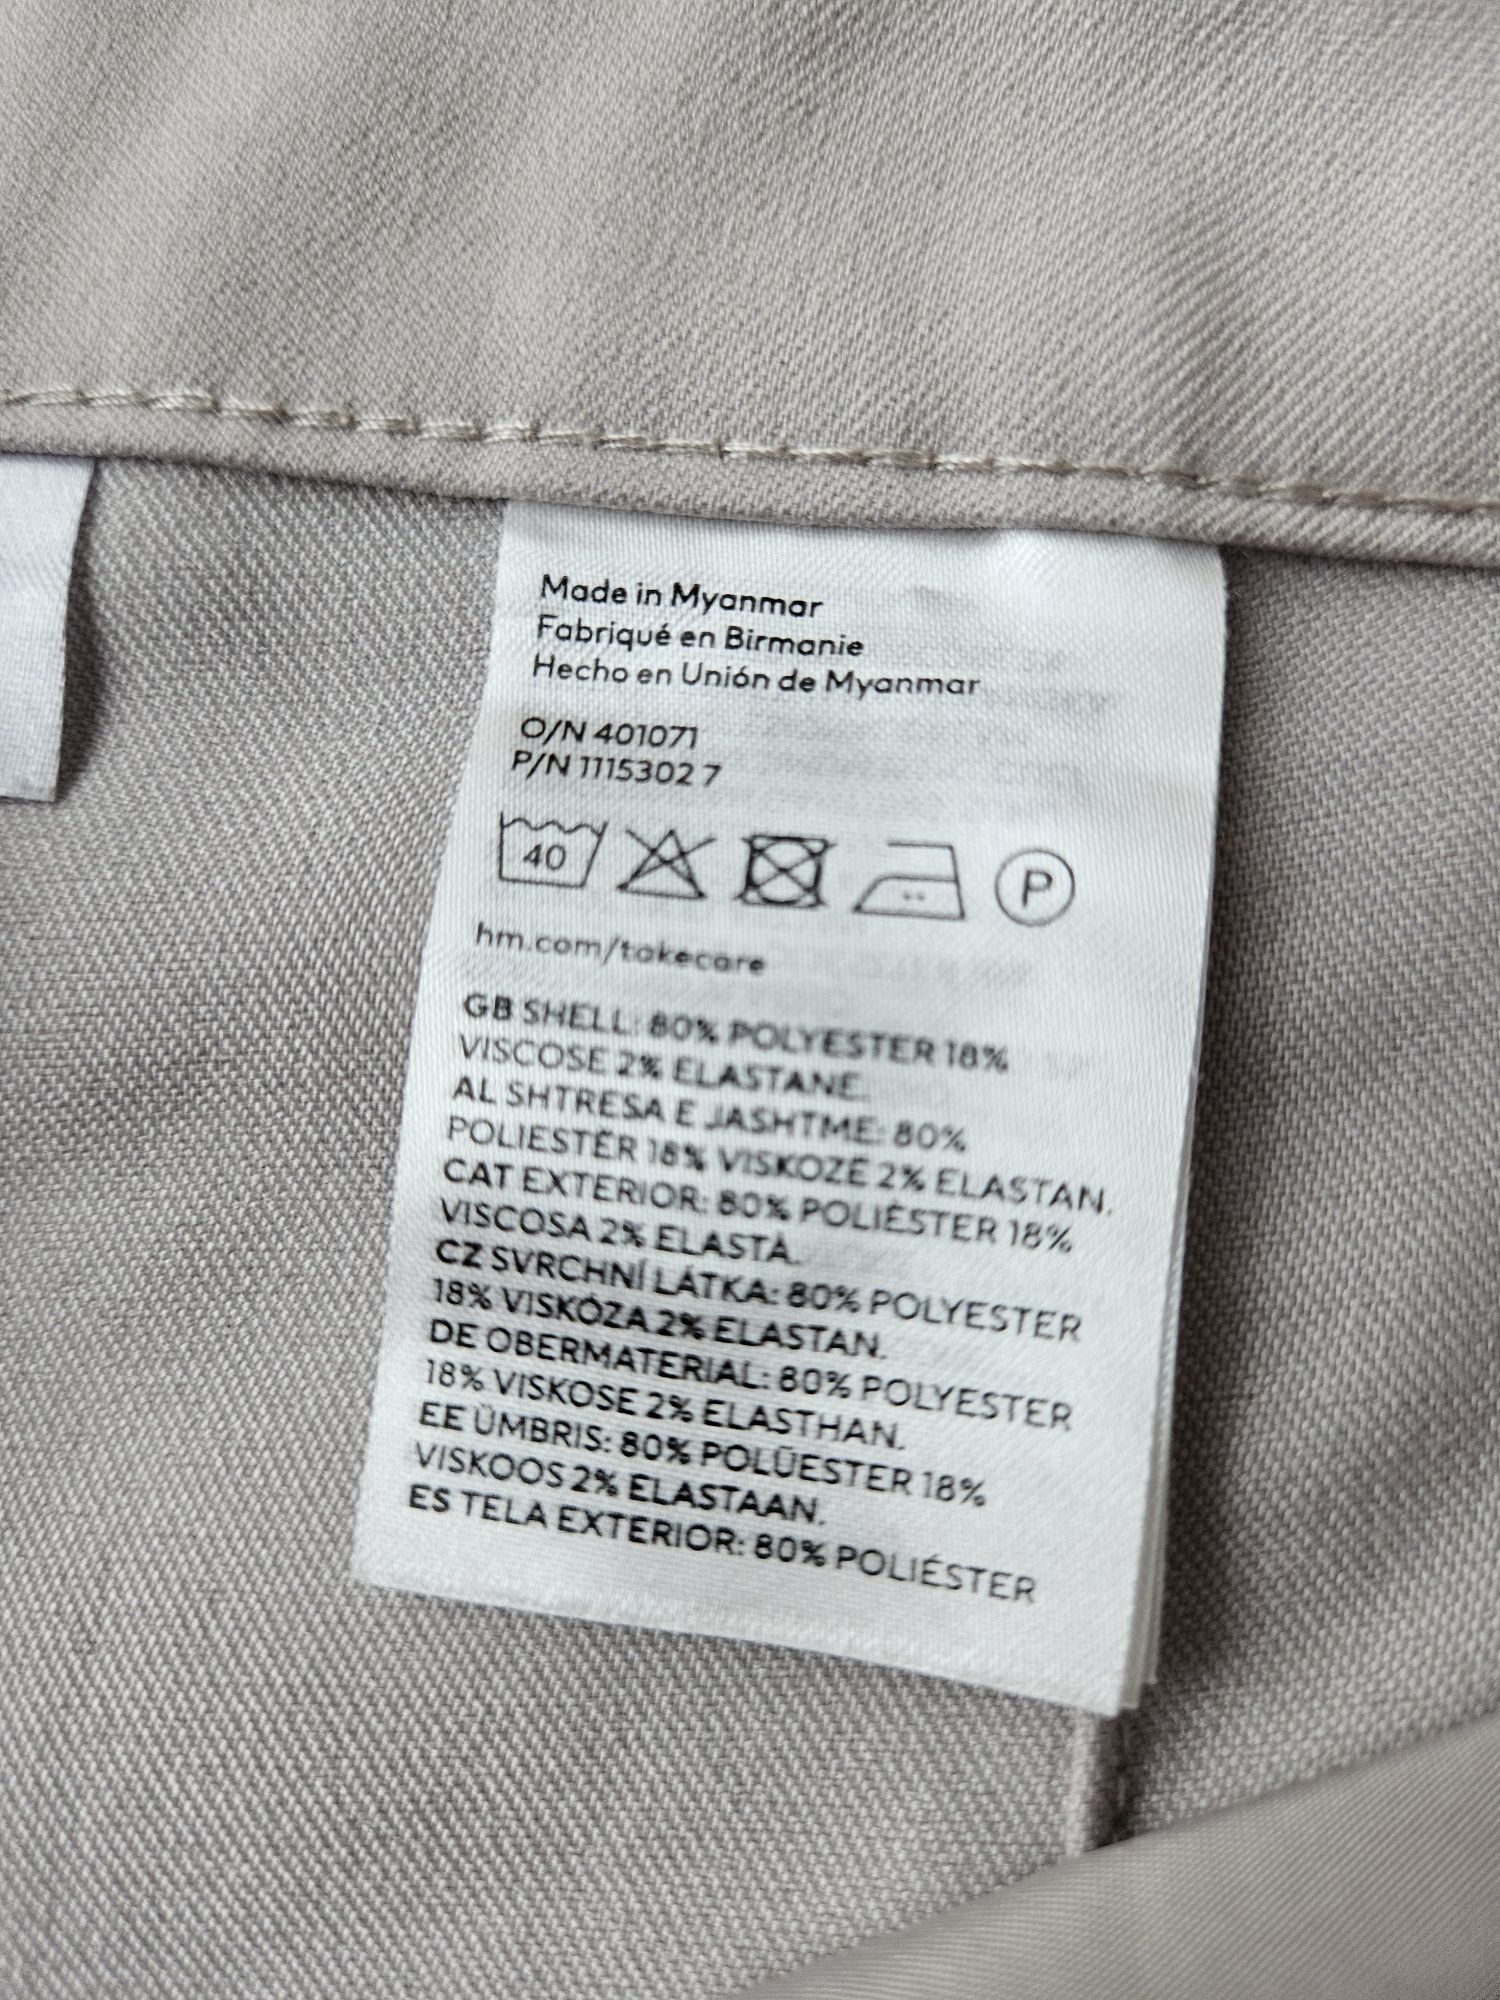 Made in Myanmar
Fabriqué en Birmanie
Hecho en Unión de Myanmar
O/N 401071
P/N 1115302 7
40
P
hm.com/takecare
GB SHELL: 80% POLYESTER 18%
VISCOSE 2% ELASTANE.
AL SHTRESA E JASHTME: 80%
POLIESTËR 18% VISKOZË 2% ELASTAN.
CAT EXTERIOR: 80% POLIÈSTER 18%
VISCOSA 2% ELASTÀ.
CZ SVRCHNÍ LÁTKA: 80% POLYESTER
18% VISKÓZA 2% ELASTAN.
DE OBERMATERIAL: 80% POLYESTER
18% VISKOSE 2% ELASTHAN.
EE ÜMBRIS: 80% POLÜESTER 18%
VISKOOS 2% ELASTAAN.
ES TELA EXTERIOR: 80% POLIÉSTER